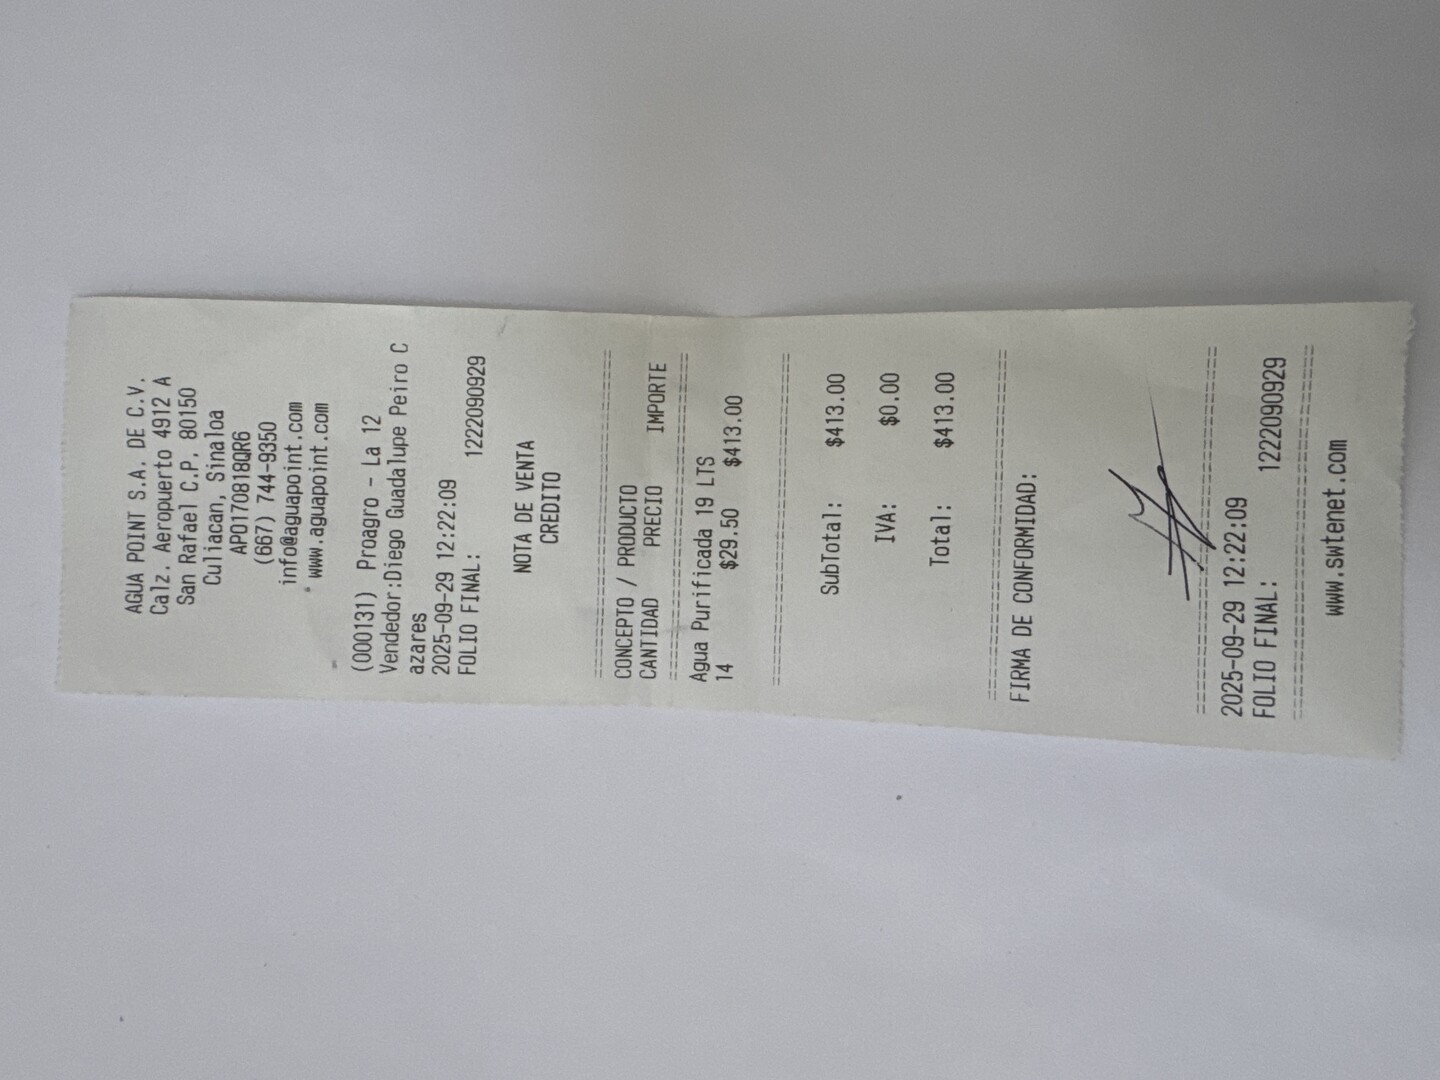 AGUA POINT S.A. DE C.V.
Calz. Aeropuerto 4912 A
San Rafael C.P. 80150
Culiacan, Sinaloa
APO170818QR6
(667) 744-9350
info@aguapoint.com
www.aguapoint.com
(000131) Proagro - La 12
Vendedor:Diego Guadalupe Peiro C
azares
2025-09-29 12:22:09
FOLIO FINAL: 1222090929
NOTA DE VENTA
CREDITO
================================
CONCEPTO / PRODUCTO
CANTIDAD PRECIO IMPORTE
================================
Agua Purificada 19 LTS
14 $29.50 $413.00
================================
SubTotal: $413.00
IVA: $0.00
Total: $413.00
================================
FIRMA DE CONFORMIDAD:
================================
2025-09-29 12:22:09
FOLIO FINAL: 1222090929
================================
www.swtenet.com